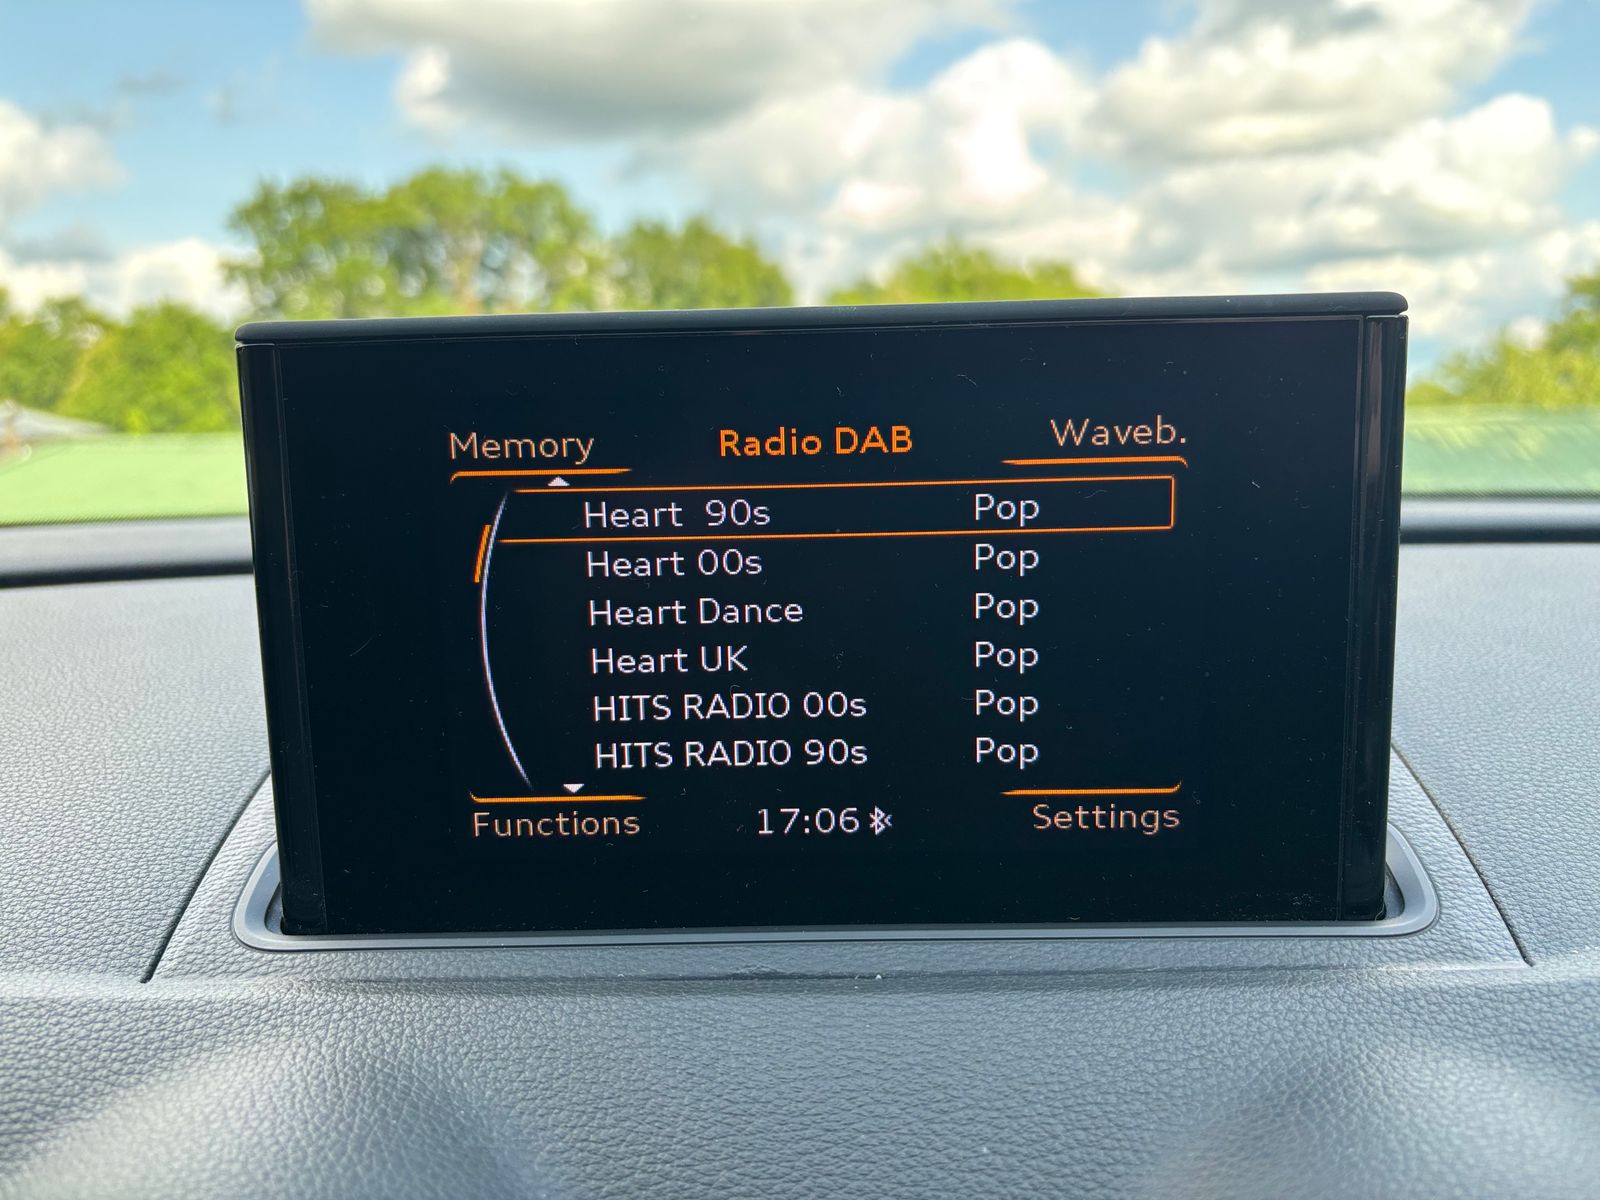 Memory Radio DAB Waveb.
Heart 90s Pop
Heart 00s Pop
Heart Dance Pop
Heart UK Pop
HITS RADIO 00s Pop
HITS RADIO 90s Pop
Functions 17:06 Settings